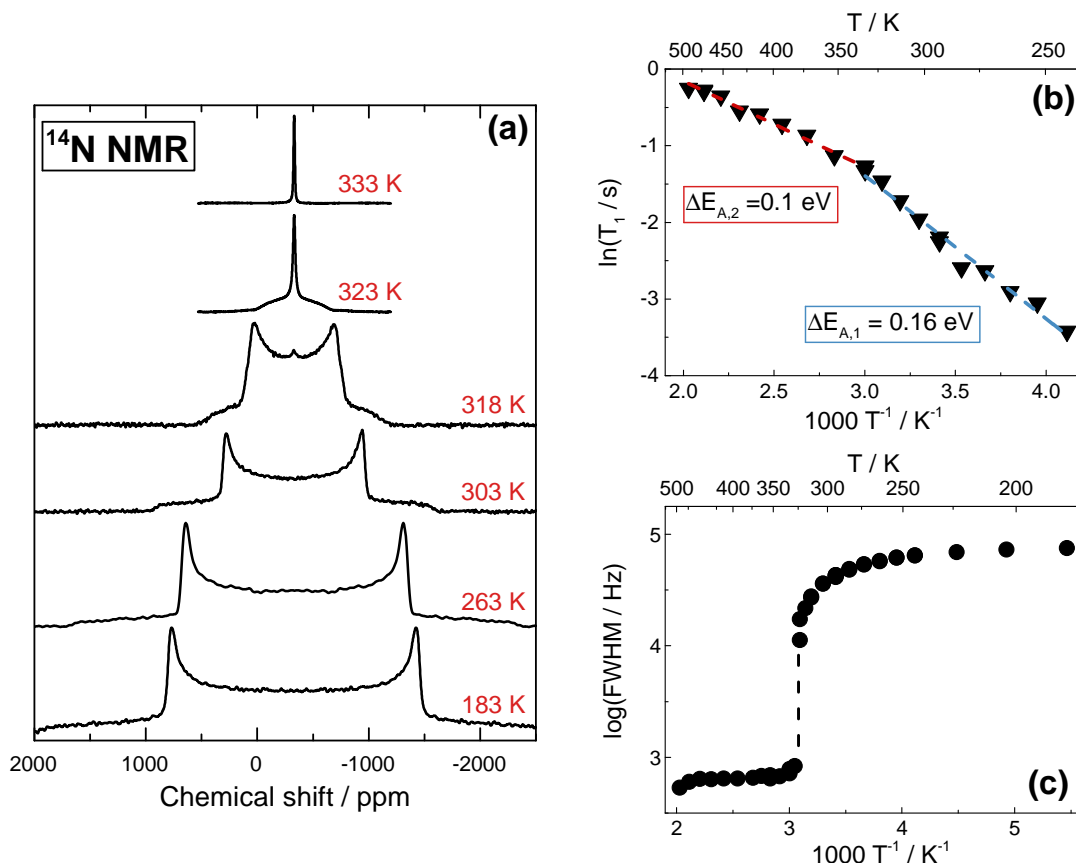 (a)
¹⁴N NMR
333 K
323 K
318 K
303 K
263 K
183 K
2000 1000 0 -1000 -2000
Chemical shift / ppm
T / K
500 450 400 350 300 250
(b)
0
-1
-2
-3
-4
ln(T₁ / s)
ΔE_A,2 =0.1 eV
ΔE_A,1 = 0.16 eV
2.0 2.5 3.0 3.5 4.0
1000 T⁻¹ / K⁻¹
T / K
500 400 350 300 250 200
5
4
3
log(FWHM / Hz)
(c)
2 3 4 5
1000 T⁻¹ / K⁻¹